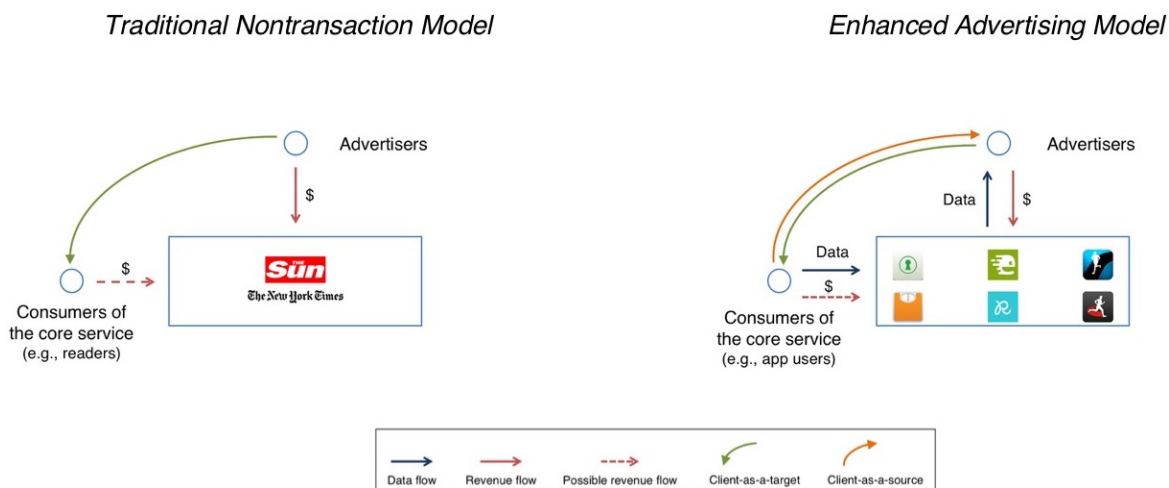 Traditional Nontransaction Model
Enhanced Advertising Model
Advertisers
$
$
THE
Sun
The New York Times
Consumers of
the core service
(e.g., readers)
Advertisers
Data
$
Data
$
Consumers of
the core service
(e.g., app users)
Data flow
Revenue flow
Possible revenue flow
Client-as-a-target
Client-as-a-source